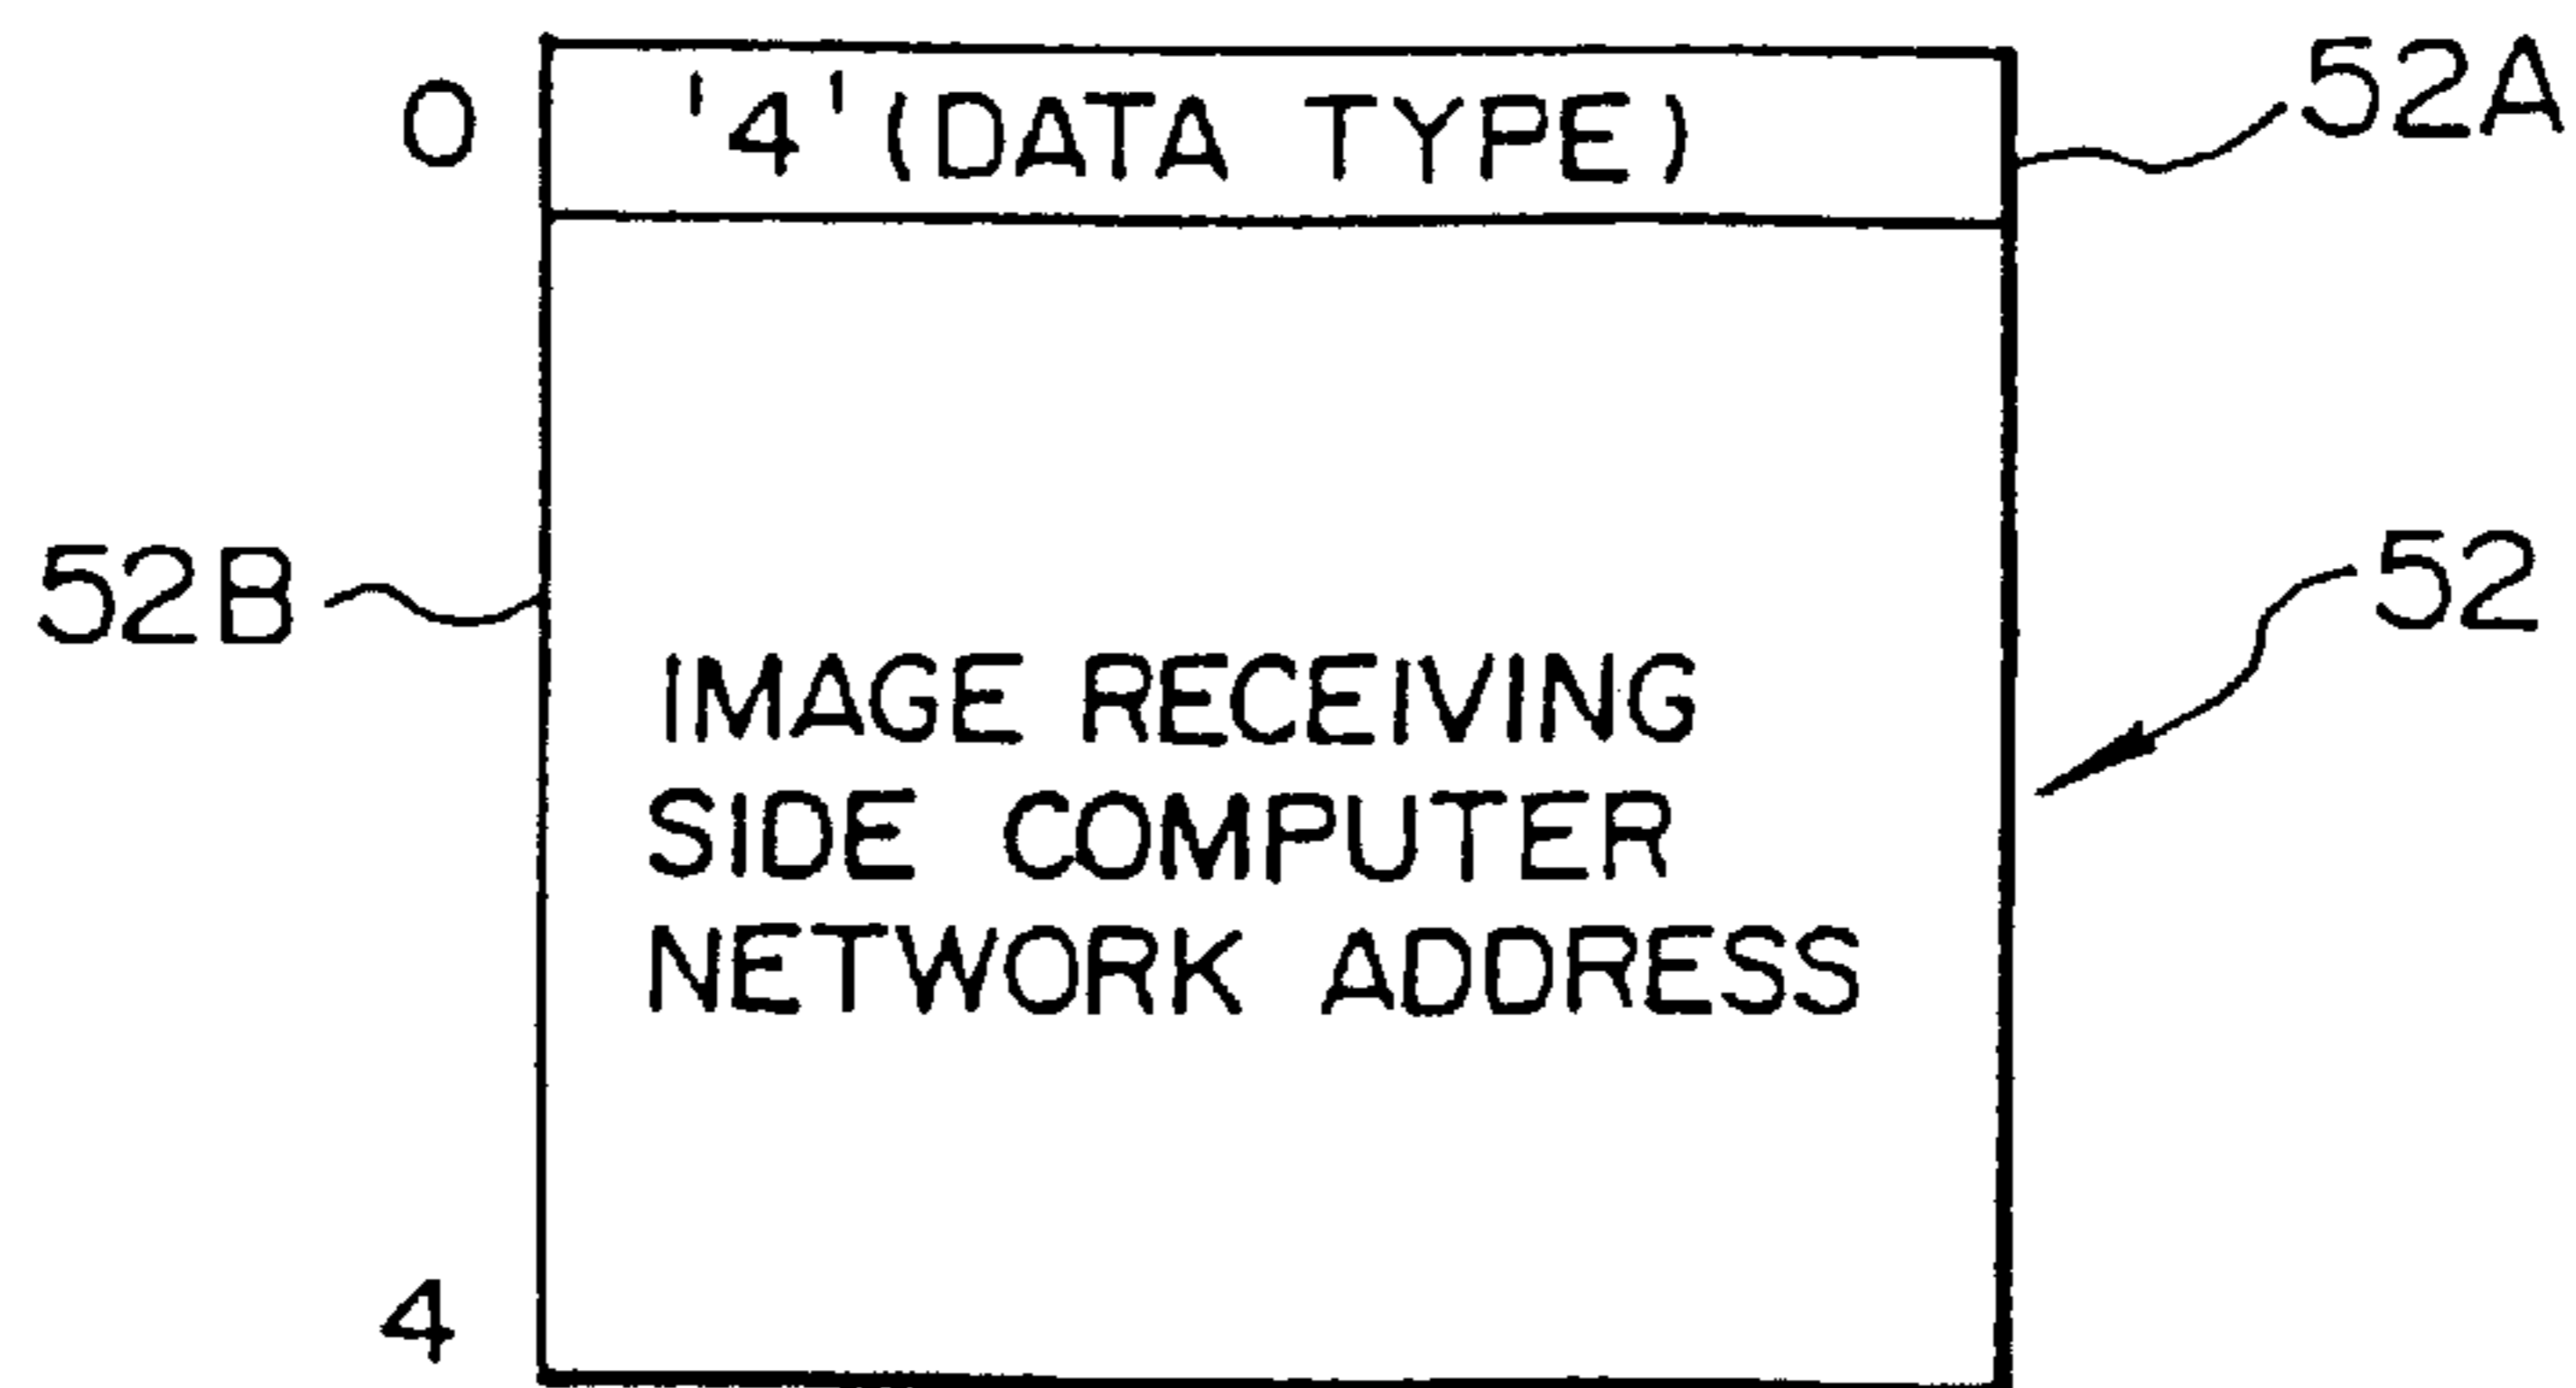 0 '4' (DATA TYPE) 52A
52B 52
IMAGE RECEIVING
SIDE COMPUTER
NETWORK ADDRESS
4